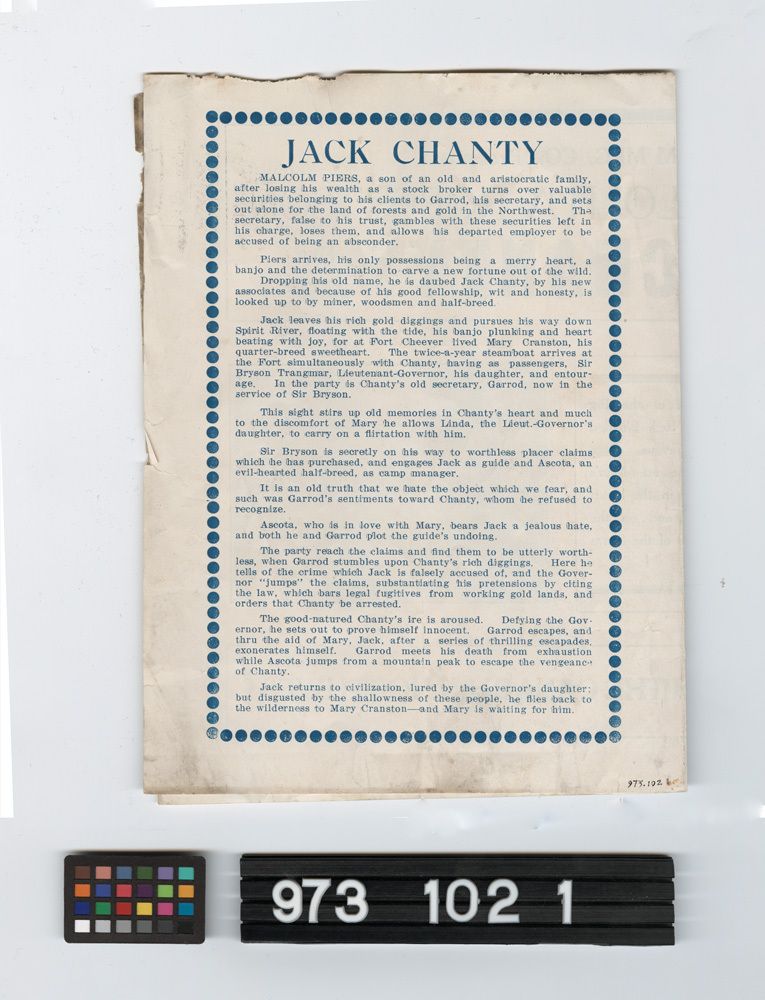 JACK CHANTY
MALCOLM PIERS, a son of an old and aristocratic family,
after losing his wealth as a stock broker turns over valuable
securities belonging to his clients to Garrod, his secretary, and sets
out alone for the land of forests and gold in the Northwest. The
secretary, false to his trust, gambles with these securities left in
his charge, loses them, and allows his departed employer to be
accused of being an absconder.
Piers arrives, his only possessions being a merry heart, a
banjo and the determination to carve a new fortune out of the wild.
Dropping his old name, he is daubed Jack Chanty, by his new
associates and because of his good fellowship, wit and honesty, is
looked up to by miner, woodsmen and half-breed.
Jack leaves his rich gold diggings and pursues his way down
Spirit River, floating with the tide, his banjo plunking and heart
beating with joy, for at Fort Cheever lived Mary Cranston, his
quarter-breed sweetheart. The twice-a-year steamboat arrives at
the Fort simultaneously with Chanty, having as passengers, Sir
Bryson Trangmar, Lieutenant-Governor, his daughter, and entour-
age. In the party is Chanty's old secretary, Garrod, now in the
service of Sir Bryson.
This sight stirs up old memories in Chanty's heart and much
to the discomfort of Mary he allows Linda, the Lieut.-Governor's
daughter, to carry on a flirtation with him.
Sir Bryson is secretly on his way to worthless placer claims
which he has purchased, and engages Jack as guide and Ascota, an
evil-hearted half-breed, as camp manager.
It is an old truth that we hate the object which we fear, and
such was Garrod's sentiments toward Chanty, whom he refused to
recognize.
Ascota, who is in love with Mary, bears Jack a jealous hate,
and both he and Garrod plot the guide's undoing.
The party reach the claims and find them to be utterly worth-
less, when Garrod stumbles upon Chanty's rich diggings. Here he
tells of the crime which Jack is falsely accused of, and the Gover-
nor "jumps" the claims, substantiating his pretensions by citing
the law, which bars legal fugitives from working gold lands, and
orders that Chanty be arrested.
The good-natured Chanty's ire is aroused. Defying the Gov-
ernor, he sets out to prove himself innocent. Garrod escapes, and
thru the aid of Mary, Jack, after a series of thrilling escapades,
exonerates himself. Garrod meets his death from exhaustion
while Ascota jumps from a mountain peak to escape the vengeance
of Chanty.
Jack returns to civilization, lured by the Governor's daughter;
but disgusted by the shallowness of these people, he flies back to
the wilderness to Mary Cranston—and Mary is waiting for him.
973.102
973 102 1